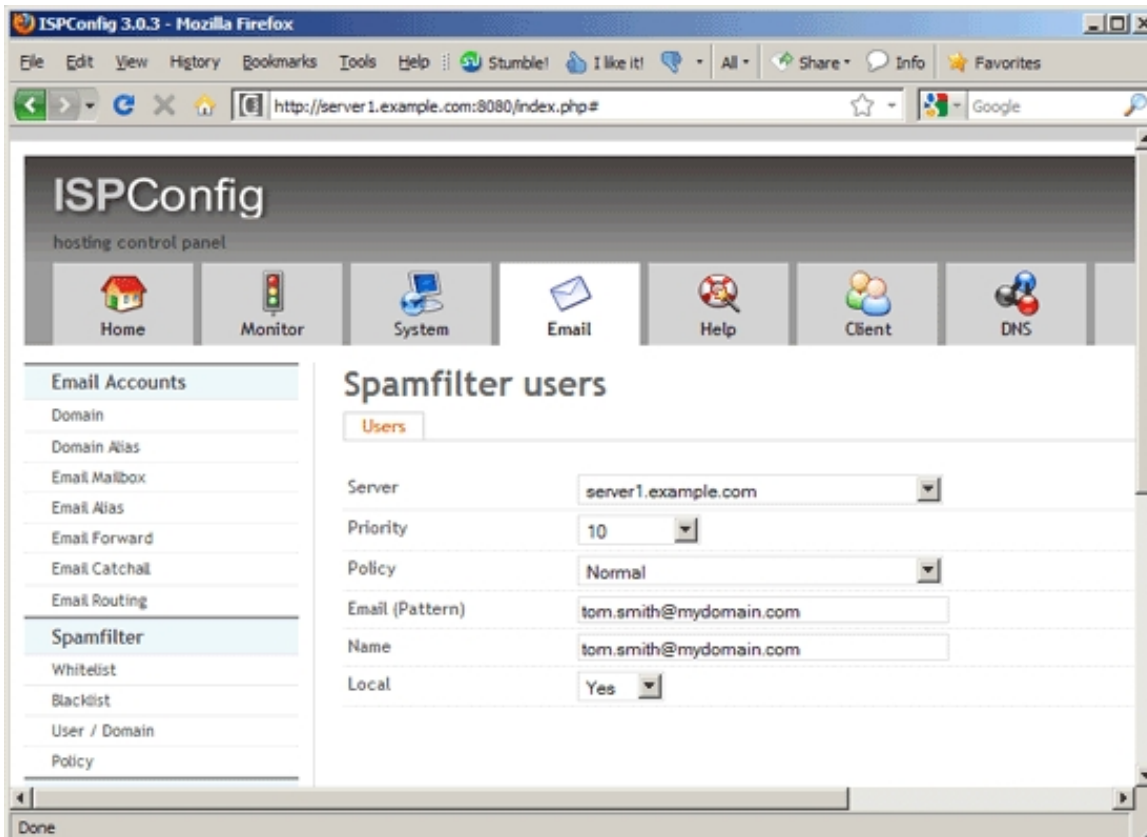 ISPConfig 3.0.3 - Mozilla Firefox
File Edit View History Bookmarks Tools Help Stumble! I like it! All Share Info Favorites
http://server1.example.com:8080/index.php# Google
ISPConfig
hosting control panel
Home Monitor System Email Help Client DNS
Email Accounts
Domain
Domain Alias
Email Mailbox
Email Alias
Email Forward
Email Catchall
Email Routing
Spamfilter
Whitelist
Blacklist
User / Domain
Policy
Spamfilter users
Users
Server server1.example.com
Priority 10
Policy Normal
Email (Pattern) tom.smith@mydomain.com
Name tom.smith@mydomain.com
Local Yes
Done